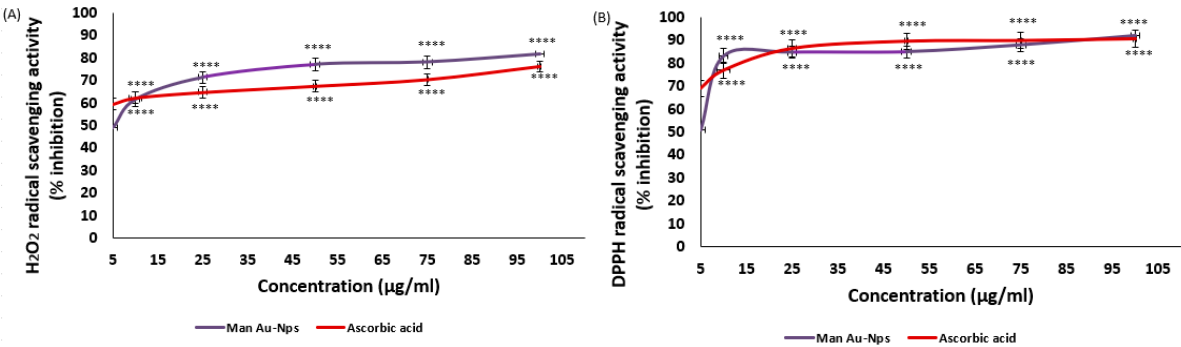 (A)
H2O2 radical scavenging activity
(% inhibition)
100
90
80
70
60
50
40
30
20
10
0
**** **** **** **** ****
**** **** **** **** ****
5 15 25 35 45 55 65 75 85 95 105
Concentration (µg/ml)
Man Au-Nps Ascorbic acid
(B)
DPPH radical scavenging activity
(% inhibition)
100
90
80
70
60
50
40
30
20
10
0
**** **** **** **** ****
**** **** **** **** ****
5 15 25 35 45 55 65 75 85 95 105
Concentration (µg/ml)
Man Au-Nps Ascorbic acid